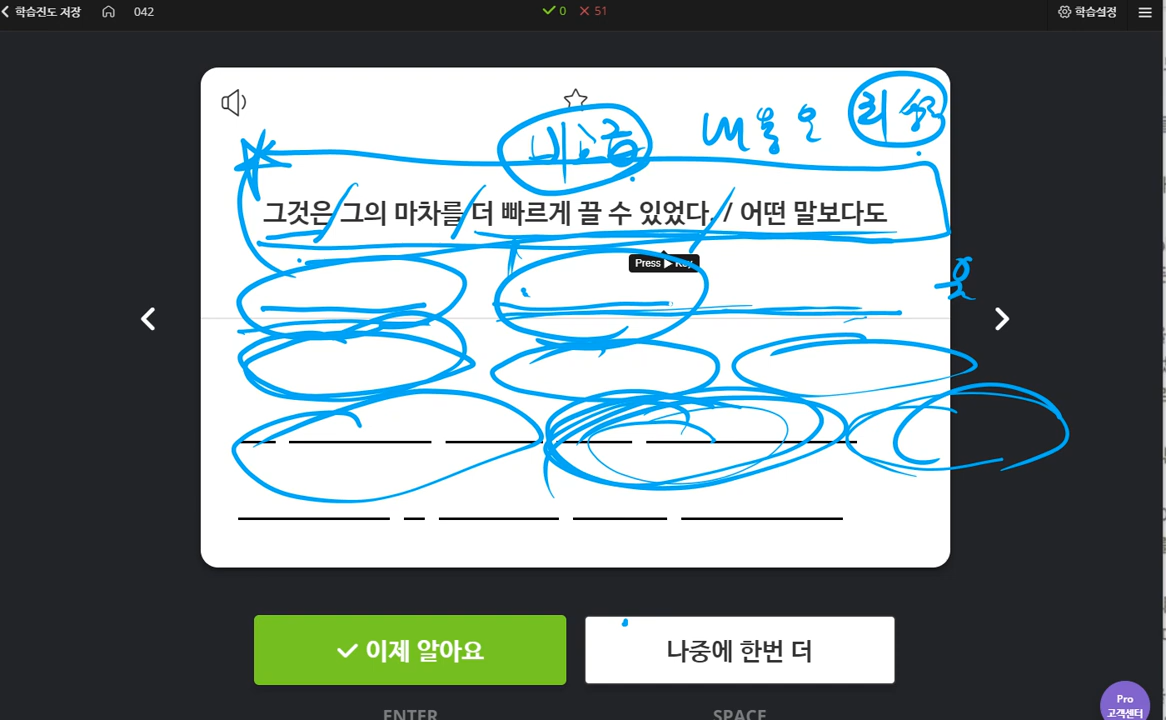 학습진도 저장 042 0 51 학습설정
비교급
그것은 그의 마차를 더 빠르게 끌 수 있었다. / 어떤 말보다도
Press ▶ Key
을
이제 알아요 나중에 한번 더
ENTER SPACE
Pro
고객센터